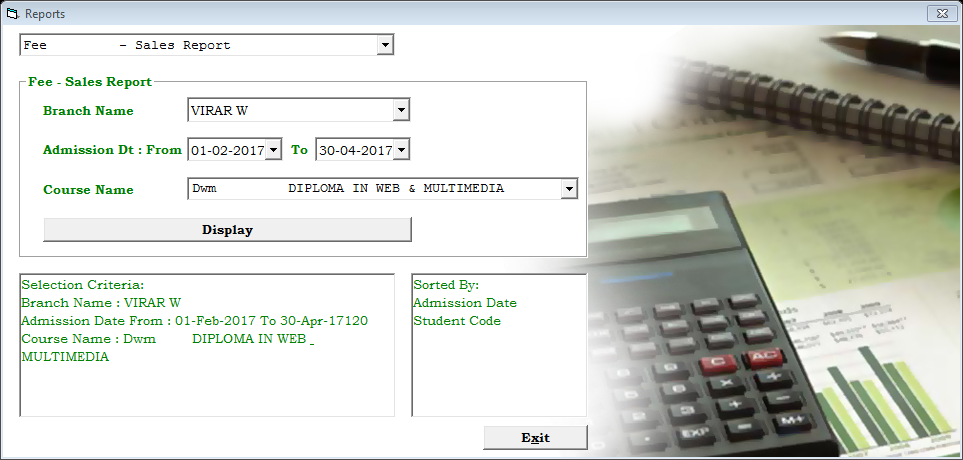 Reports
Fee - Sales Report
Fee - Sales Report
Branch Name VIRAR W
Admission Dt : From 01-02-2017 To 30-04-2017
Course Name Dwm DIPLOMA IN WEB & MULTIMEDIA
Display
Selection Criteria:
Branch Name : VIRAR W
Admission Date From : 01-Feb-2017 To 30-Apr-17120
Course Name : Dwm DIPLOMA IN WEB _
MULTIMEDIA
Sorted By:
Admission Date
Student Code
Exit
C AC
M+
EXP